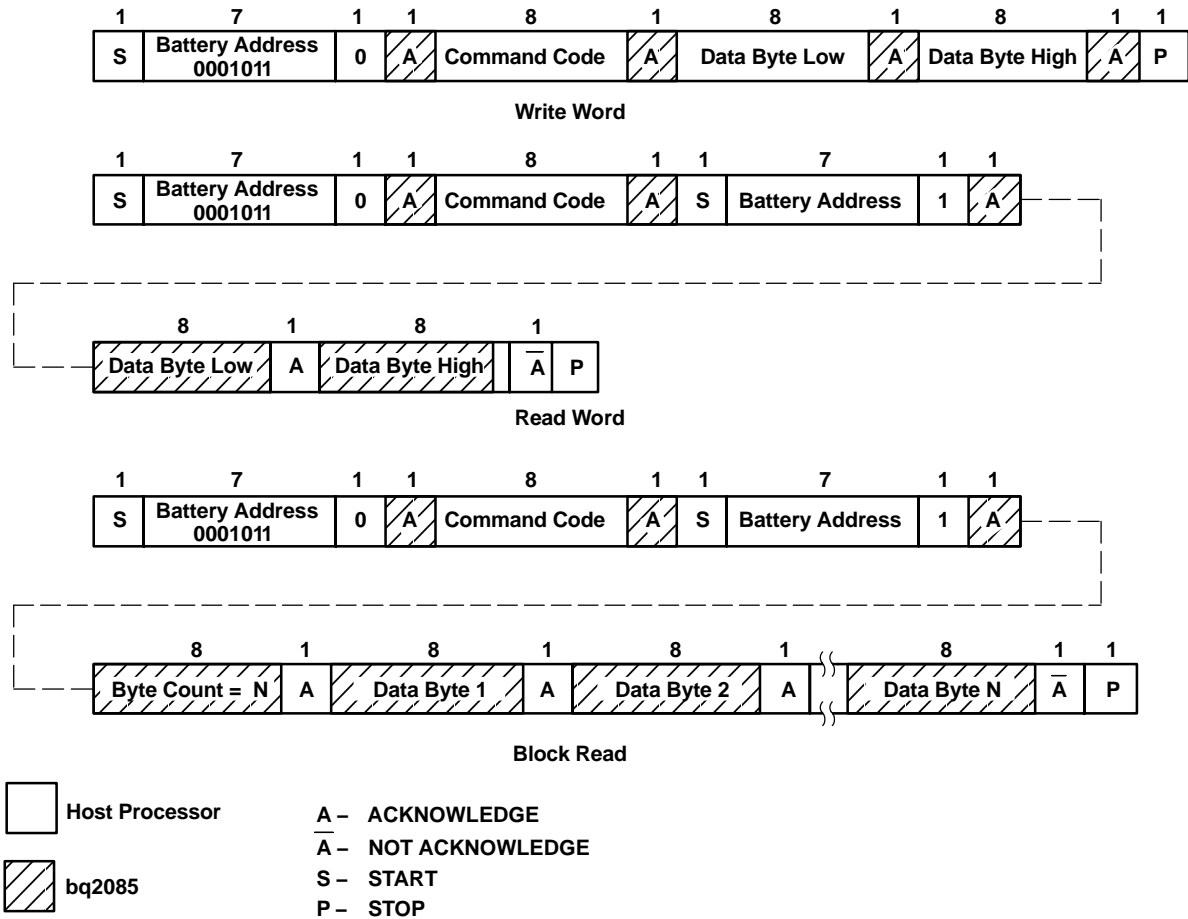 1 7 1 1 8 1 8 1 8 1 1
S Battery Address 0001011 0 A Command Code A Data Byte Low A Data Byte High A P
Write Word
1 7 1 1 8 1 1 7 1 1
S Battery Address 0001011 0 A Command Code A S Battery Address 1 A
8 1 8 1
Data Byte Low A Data Byte High A̅ P
Read Word
1 7 1 1 8 1 1 7 1 1
S Battery Address 0001011 0 A Command Code A S Battery Address 1 A
8 1 8 1 8 1 8 1 1
Byte Count = N A Data Byte 1 A Data Byte 2 A Data Byte N A̅ P
Block Read
Host Processor
bq2085
A – ACKNOWLEDGE
A̅ – NOT ACKNOWLEDGE
S – START
P – STOP